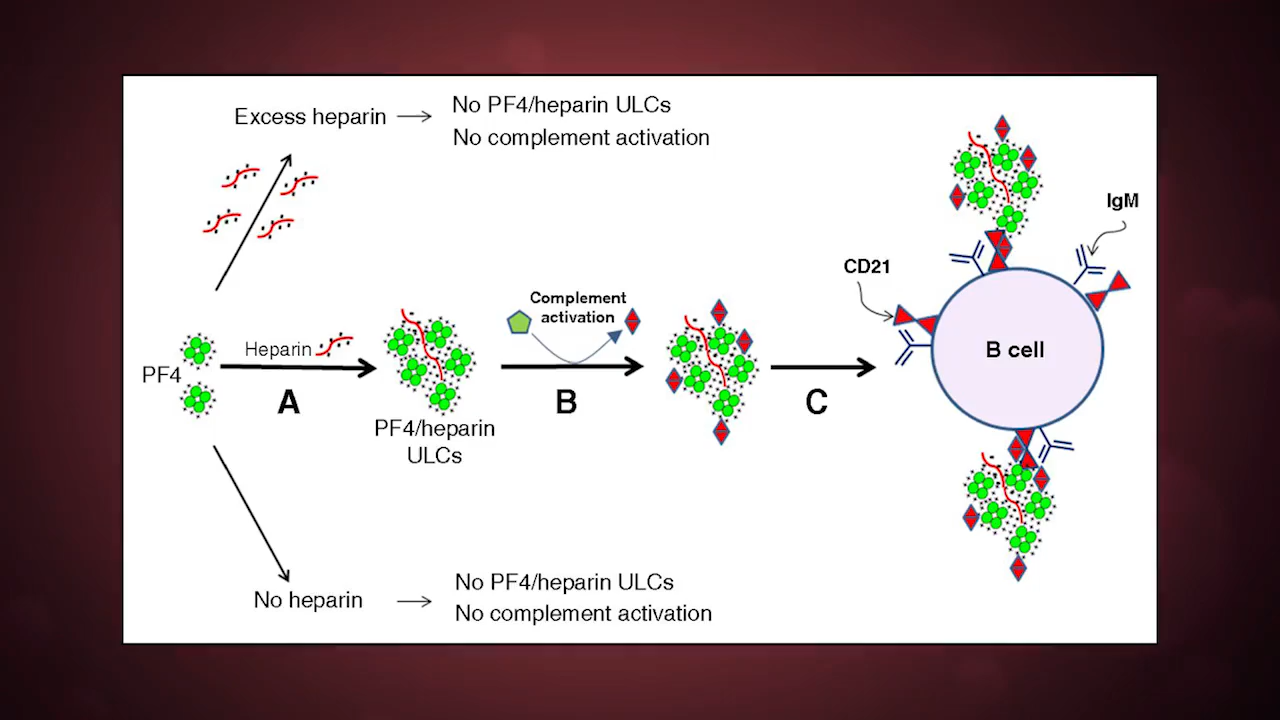 Excess heparin
No PF4/heparin ULCs
No complement activation
IgM
CD21
Complement
activation
Heparin
PF4
B cell
A
B
C
PF4/heparin
ULCs
No heparin
No PF4/heparin ULCs
No complement activation